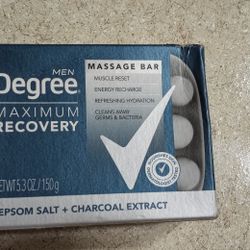 MEN
Degree
MAXIMUM
RECOVERY
MASSAGE BAR
MUSCLE RESET
ENERGY RECHARGE
REFRESHING HYDRATION
CLEANS AWAY
GERMS & BACTERIA
NET WT 5.3 OZ / 150 g
EPSOM SALT + CHARCOAL EXTRACT